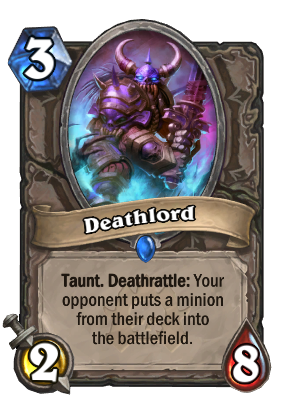 3
Deathlord
Taunt. Deathrattle: Your
opponent puts a minion
from their deck into
the battlefield.
2
8